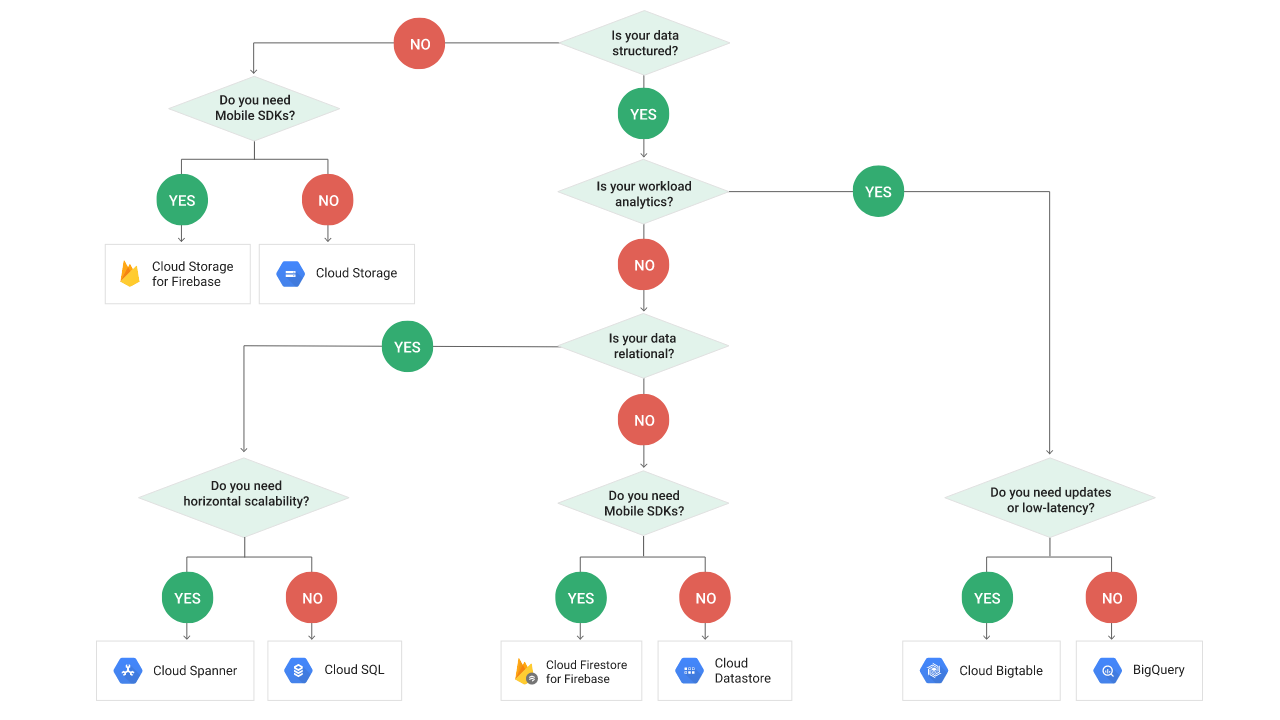 Is your data
structured?
NO
Do you need
Mobile SDKs?
YES
YES
NO
Is your workload
analytics?
YES
Cloud Storage
for Firebase
Cloud Storage
NO
Is your data
relational?
YES
NO
Do you need
horizontal scalability?
Do you need
Mobile SDKs?
Do you need updates
or low-latency?
YES
NO
YES
NO
YES
NO
Cloud Spanner
Cloud SQL
Cloud Firestore
for Firebase
Cloud
Datastore
Cloud Bigtable
BigQuery